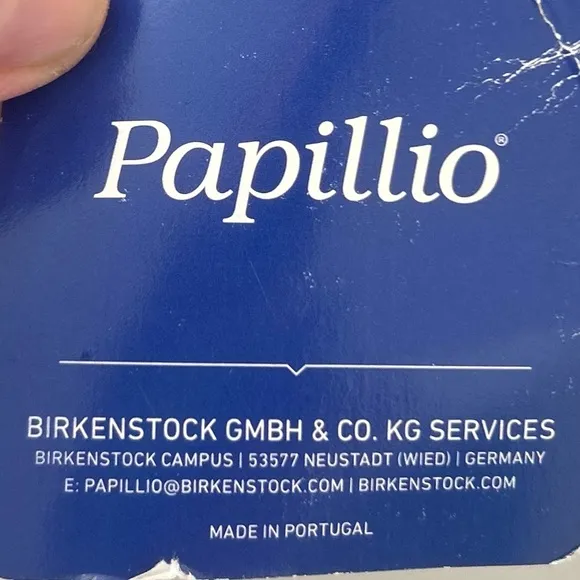 Papillio®
BIRKENSTOCK GMBH & CO. KG SERVICES
BIRKENSTOCK CAMPUS | 53577 NEUSTADT (WIED) | GERMANY
E: PAPILLIO@BIRKENSTOCK.COM | BIRKENSTOCK.COM
MADE IN PORTUGAL